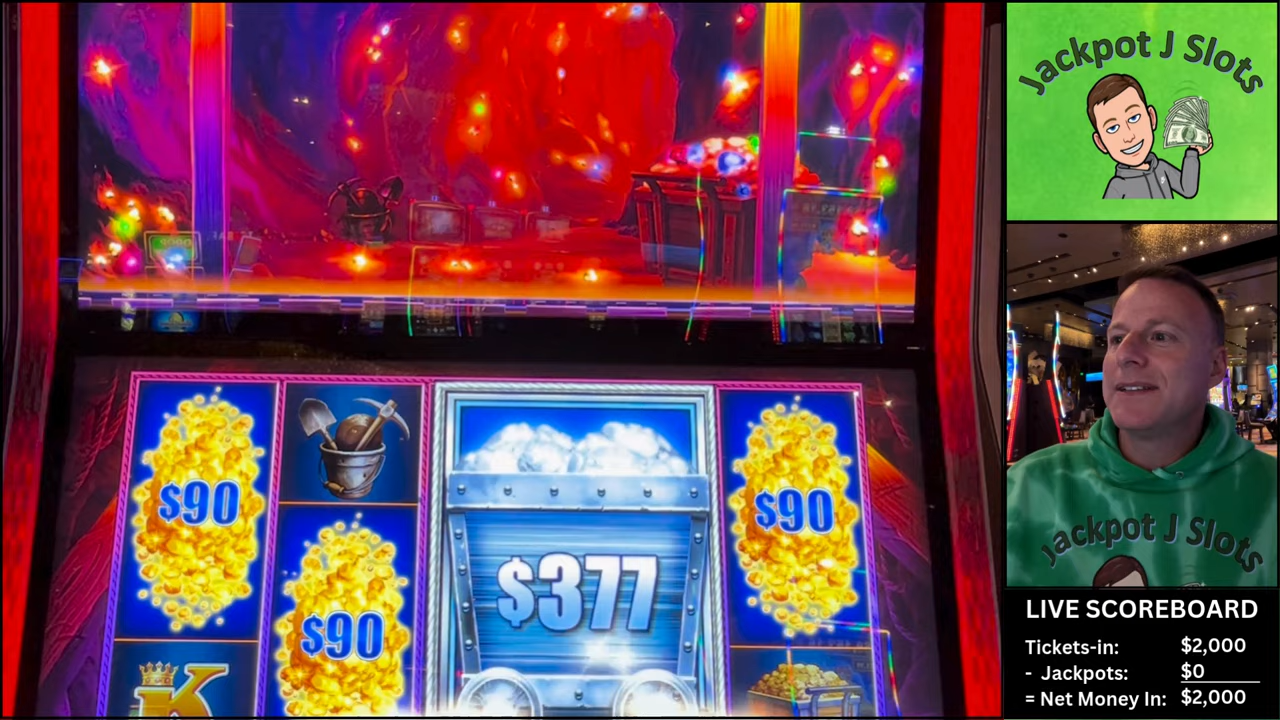 Jackpot J Slots
$90
$90
$377
$90
K
Jackpot J Slots
LIVE SCOREBOARD
Tickets-in: $2,000
- Jackpots: $0
= Net Money In: $2,000